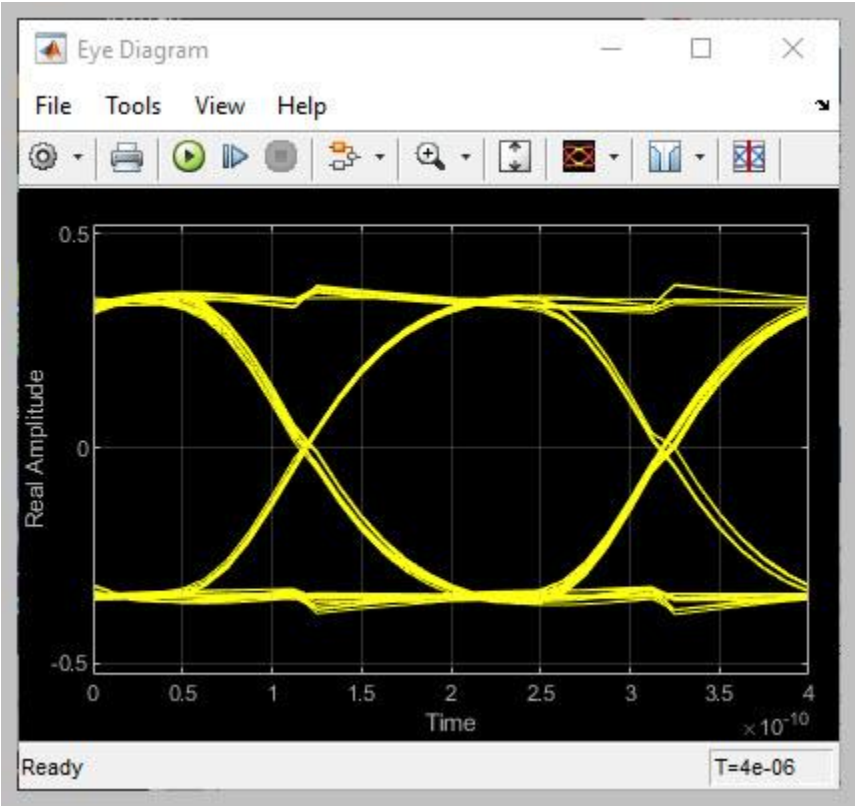 Eye Diagram
File Tools View Help
0.5
0
-0.5
Real Amplitude
0 0.5 1 1.5 2 2.5 3 3.5 4
Time
×10⁻¹⁰
Ready T=4e-06